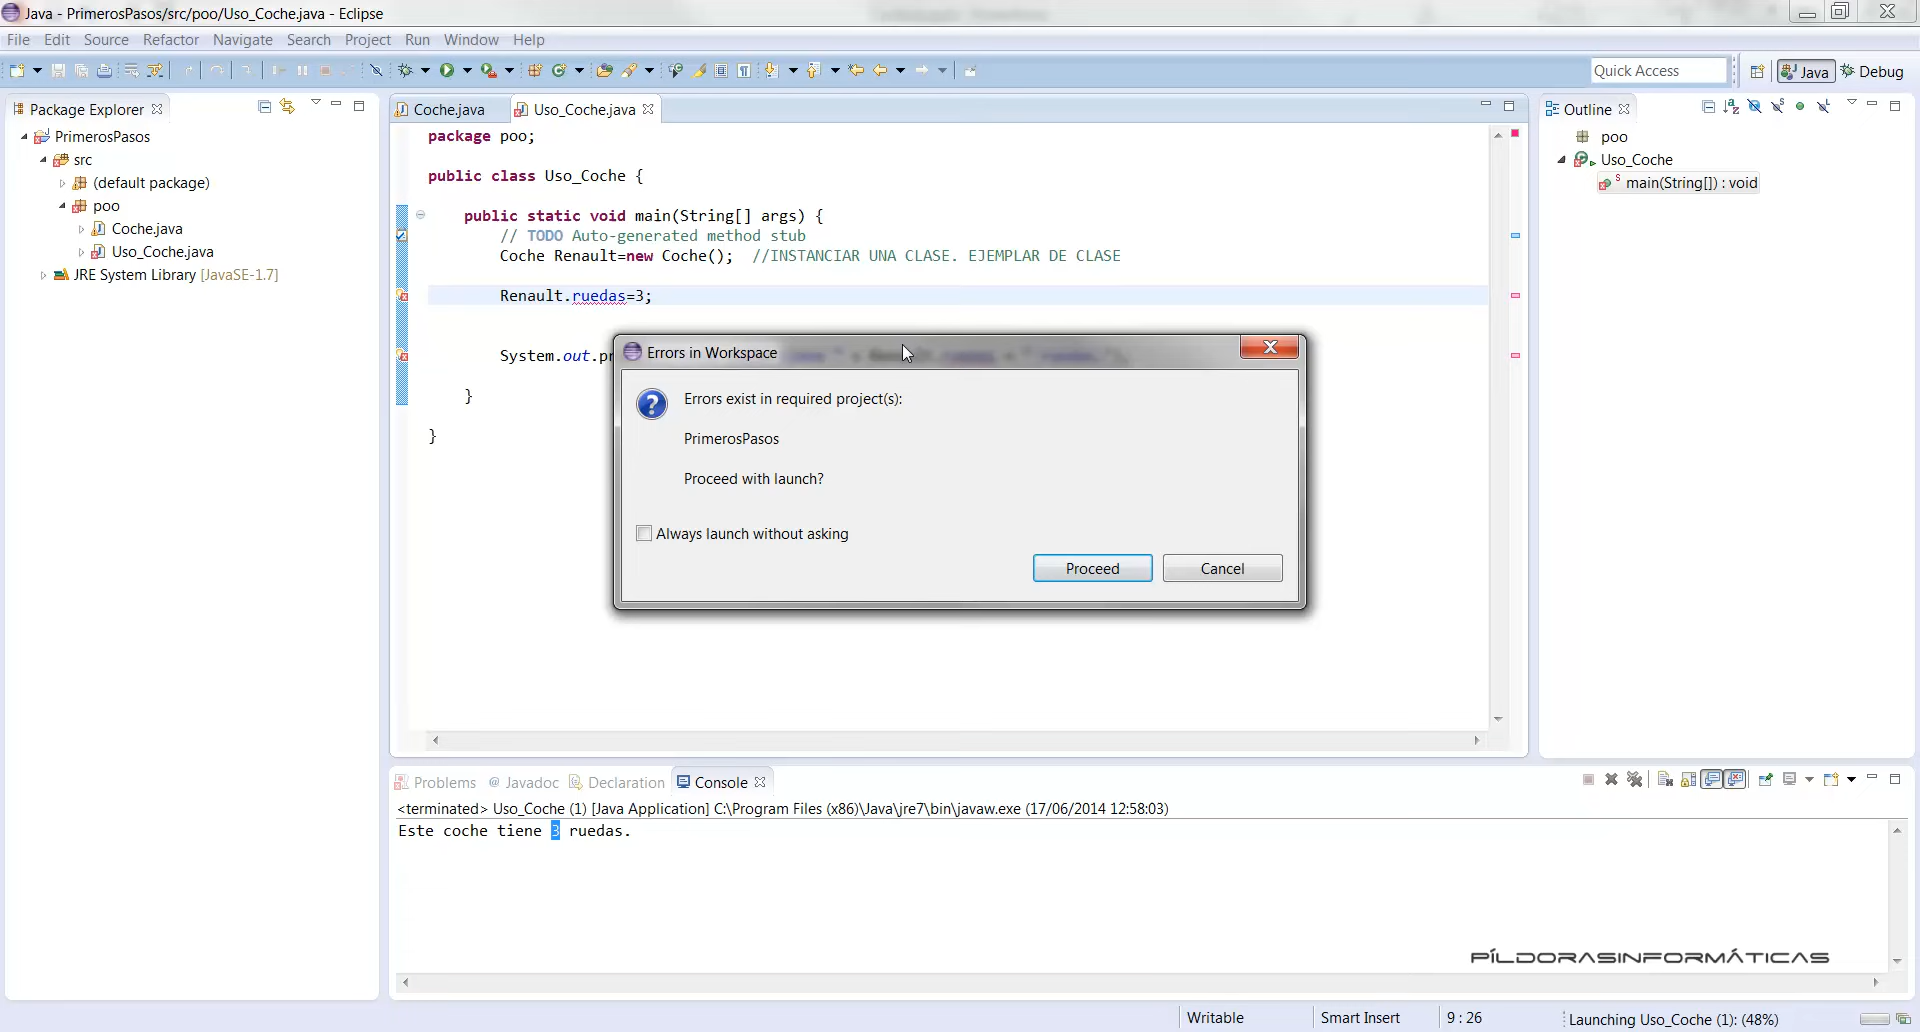 Java - PrimerosPasos/src/poo/Uso_Coche.java - Eclipse
File Edit Source Refactor Navigate Search Project Run Window Help
Quick Access Java Debug
Package Explorer
PrimerosPasos
src
(default package)
poo
Coche.java
Uso_Coche.java
JRE System Library [JavaSE-1.7]
Coche.java Uso_Coche.java
package poo;
public class Uso_Coche {
public static void main(String[] args) {
// TODO Auto-generated method stub
Coche Renault=new Coche(); //INSTANCIAR UNA CLASE. EJEMPLAR DE CLASE
Renault.ruedas=3;
System.out.pr
}
}
Errors in Workspace
Errors exist in required project(s):
PrimerosPasos
Proceed with launch?
Always launch without asking
Proceed Cancel
Outline
poo
Uso_Coche
main(String[]) : void
Problems @ Javadoc Declaration Console
<terminated> Uso_Coche (1) [Java Application] C:\Program Files (x86)\Java\jre7\bin\javaw.exe (17/06/2014 12:58:03)
Este coche tiene 3 ruedas.
PÍLDORASINFORMÁTICAS
Writable Smart Insert 9 : 26 Launching Uso_Coche (1): (48%)